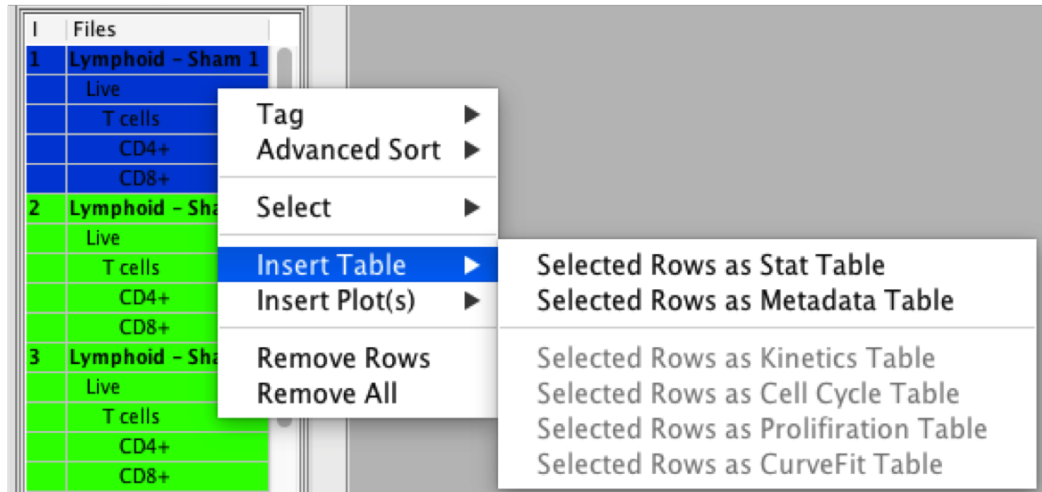 I Files
1 Lymphoid - Sham 1
Live
T cells
CD4+
CD8+
2 Lymphoid - Sha
Live
T cells
CD4+
CD8+
3 Lymphoid - Sha
Live
T cells
CD4+
CD8+
Tag
Advanced Sort
Select
Insert Table
Insert Plot(s)
Remove Rows
Remove All
Selected Rows as Stat Table
Selected Rows as Metadata Table
Selected Rows as Kinetics Table
Selected Rows as Cell Cycle Table
Selected Rows as Prolifiration Table
Selected Rows as CurveFit Table